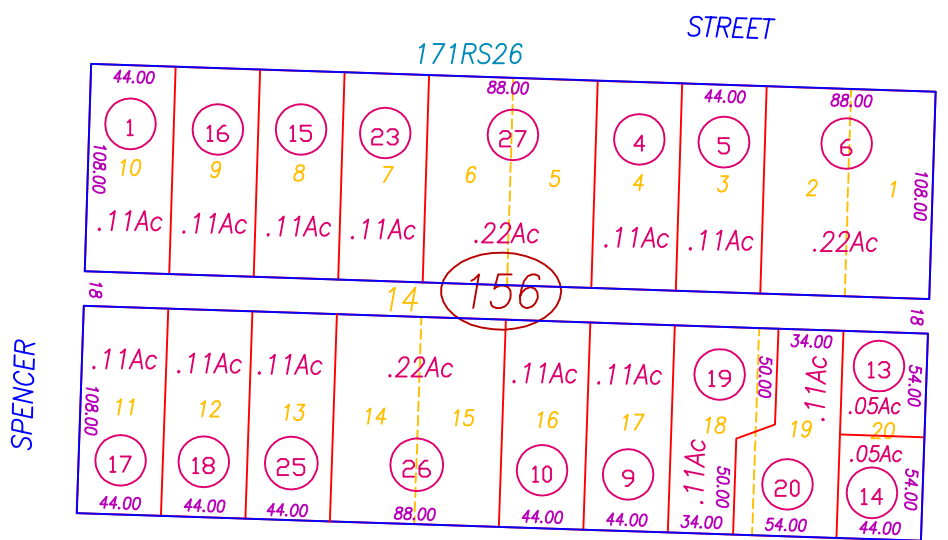 STREET
171RS26
44.00 88.00 44.00 88.00
1 16 15 23 27 4 5 6
108.00 10 9 8 7 6 5 4 3 2 1 108.00
.11Ac .11Ac .11Ac .11Ac .22Ac .11Ac .11Ac .22Ac
18 14 156 18
SPENCER
34.00
.11Ac .11Ac .11Ac .22Ac .11Ac .11Ac 19 50.00 .11Ac 13 54.00
.05Ac
108.00 11 12 13 14 15 16 17 18 19 20
.05Ac
17 18 25 26 10 9 .11Ac 50.00 20 14 54.00
44.00 44.00 44.00 88.00 44.00 44.00 34.00 54.00 44.00